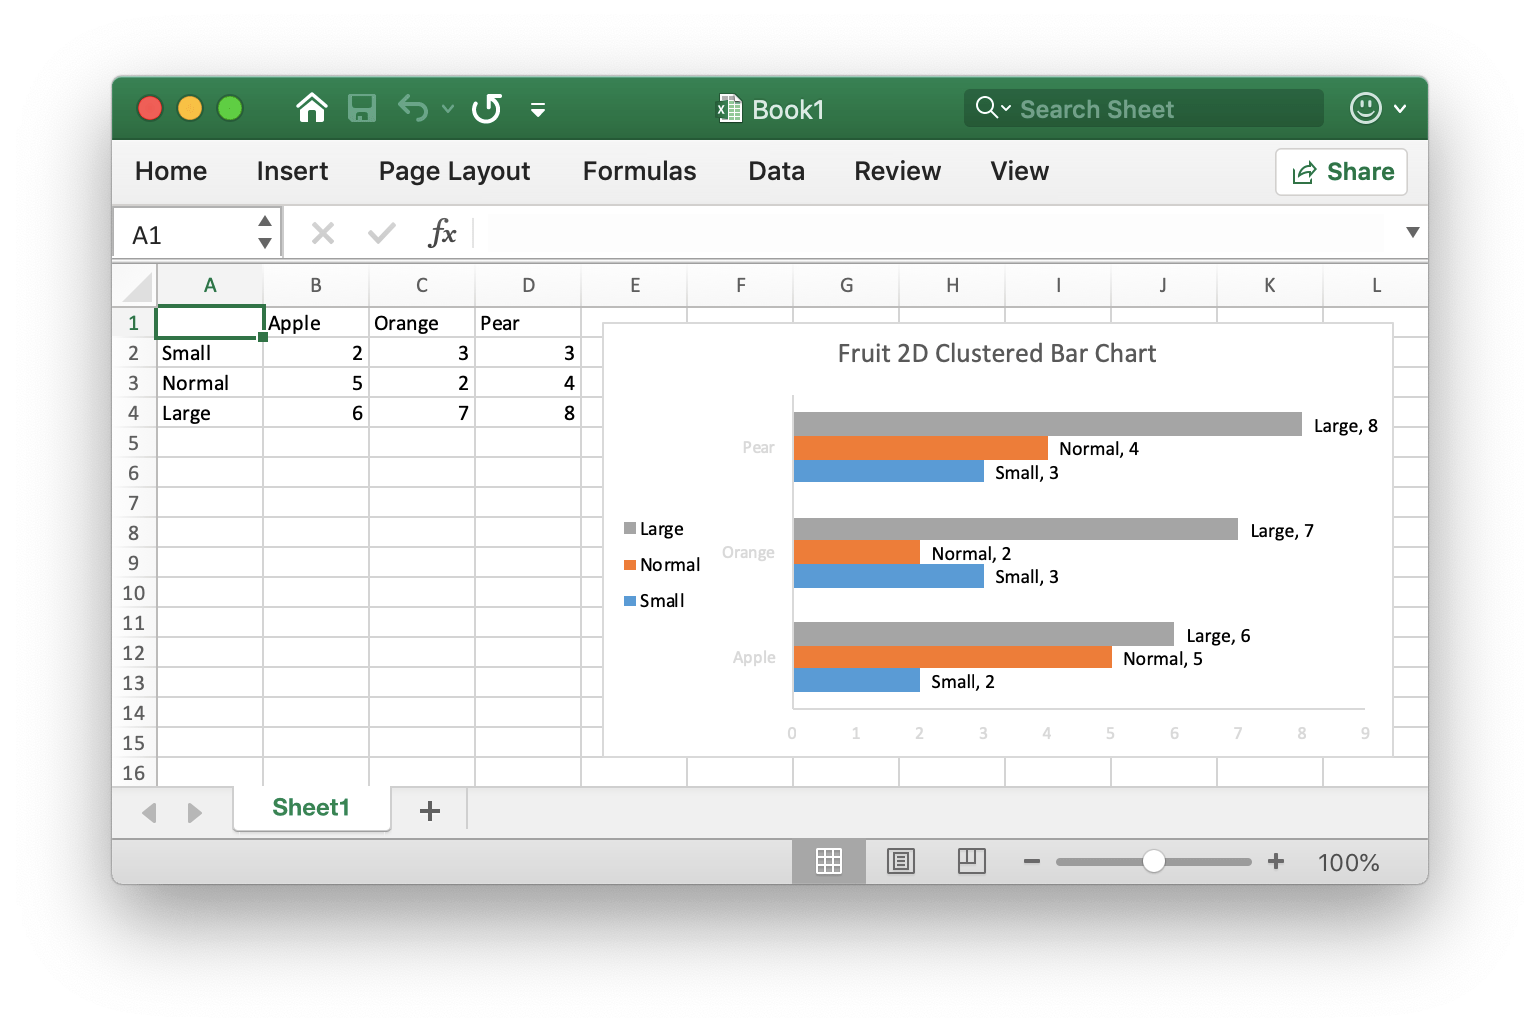 Book1
Search Sheet
Home Insert Page Layout Formulas Data Review View Share
A1 fx
A B C D E F G H I J K L
1 Apple Orange Pear
2 Small 2 3 3
3 Normal 5 2 4
4 Large 6 7 8
5
6
7
8
9
10
11
12
13
14
15
16
Fruit 2D Clustered Bar Chart
Large
Normal
Small
Pear
Large, 8
Normal, 4
Small, 3
Orange
Large, 7
Normal, 2
Small, 3
Apple
Large, 6
Normal, 5
Small, 2
0 1 2 3 4 5 6 7 8 9
Sheet1 +
100%